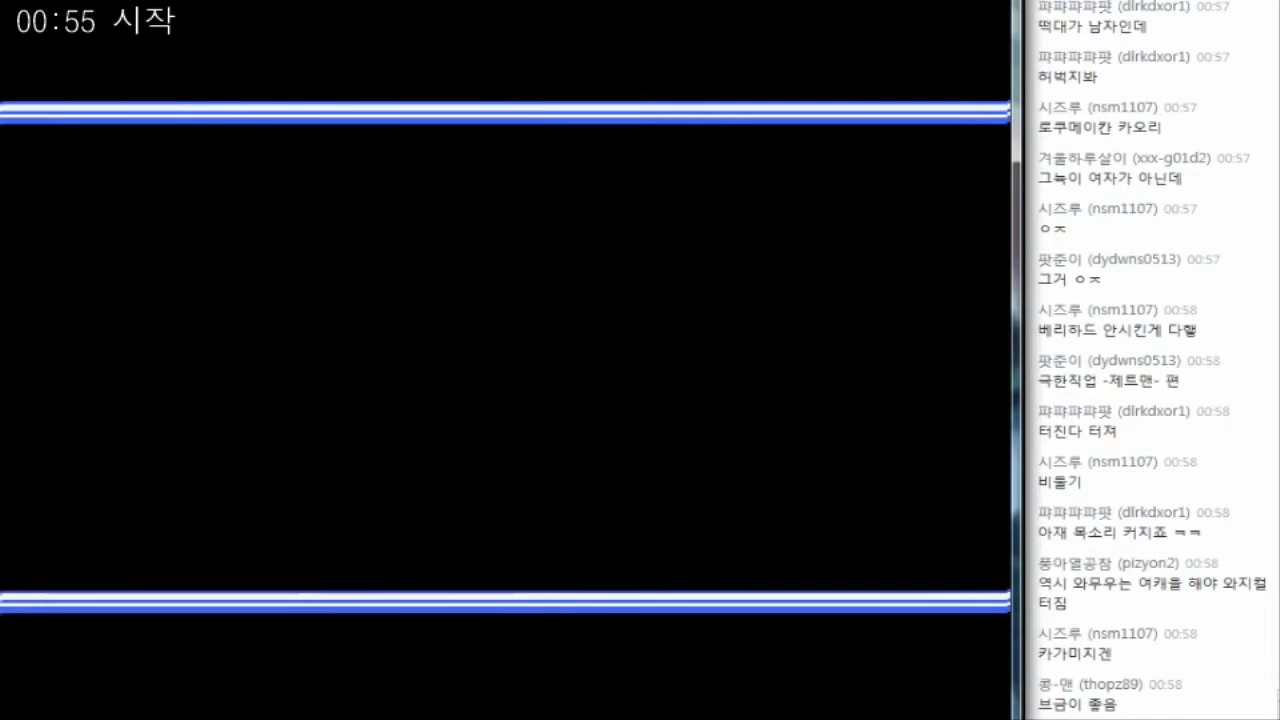 00:55 시작
퍄퍄퍄퍄퍗 (dlrkdxor1) 00:57
떡대가 남자인데
퍄퍄퍄퍄퍗 (dlrkdxor1) 00:57
허벅지봐
시즈루 (nsm1107) 00:57
로쿠메이칸 카오리
겨울하루살이 (xxx-g01d2) 00:57
그뉵이 여자가 아닌데
시즈루 (nsm1107) 00:57
ㅇㅈ
팟준이 (dydwns0513) 00:57
그거 ㅇㅈ
시즈루 (nsm1107) 00:58
베리하드 안시킨게 다행
팟준이 (dydwns0513) 00:58
극한직업 -제트맨- 편
퍄퍄퍄퍄퍗 (dlrkdxor1) 00:58
터진다 터져
시즈루 (nsm1107) 00:58
비둘기
퍄퍄퍄퍄퍗 (dlrkdxor1) 00:58
아재 목소리 커지죠 ㅋㅋ
풍아열공참 (pizyon2) 00:58
역시 와무우는 여캐를 해야 와지컬
터짐
시즈루 (nsm1107) 00:58
카가미지겐
콩-맨 (thopz89) 00:58
브금이 좋음